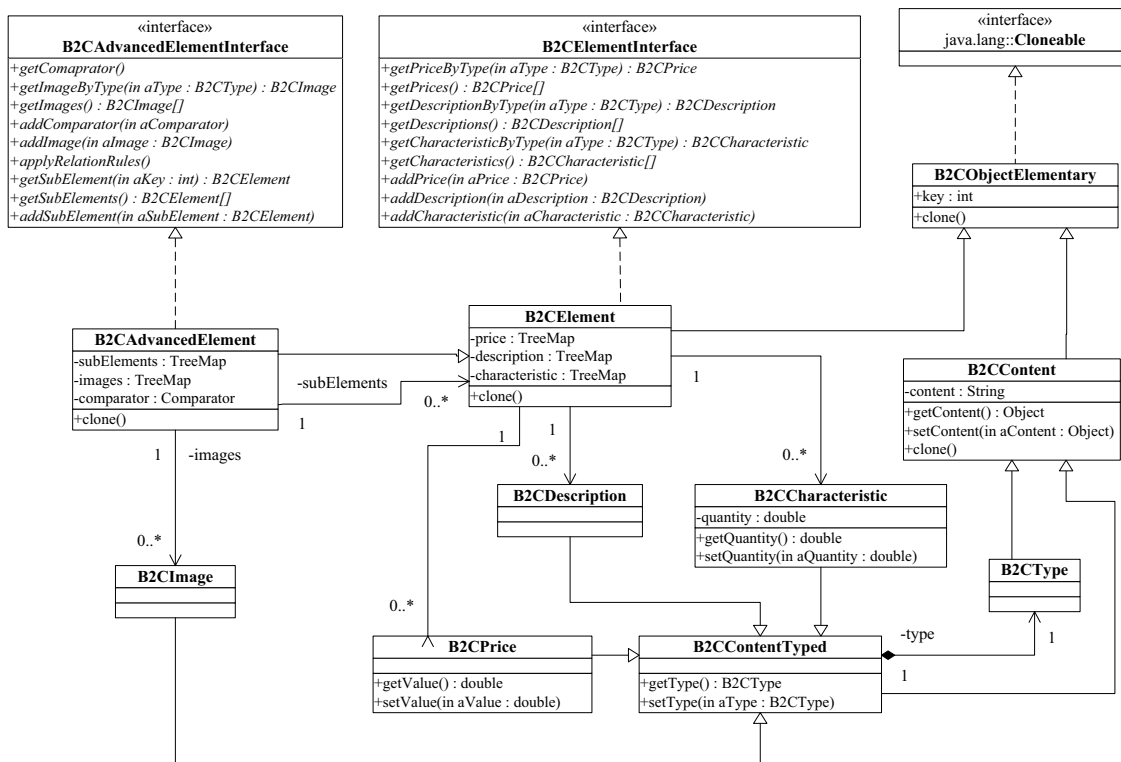 «interface»
B2CAdvancedElementInterface
+getComaprator()
+getImageByType(in aType : B2CType) : B2CImage
+getImages() : B2CImage[]
+addComparator(in aComparator)
+addImage(in aImage : B2CImage)
+applyRelationRules()
+getSubElement(in aKey : int) : B2CElement
+getSubElements() : B2CElement[]
+addSubElement(in aSubElement : B2CElement)
«interface»
B2CElementInterface
+getPriceByType(in aType : B2CType) : B2CPrice
+getPrices() : B2CPrice[]
+getDescriptionByType(in aType : B2CType) : B2CDescription
+getDescriptions() : B2CDescription[]
+getCharacteristicByType(in aType : B2CType) : B2CCharacteristic
+getCharacteristics() : B2CCharacteristic[]
+addPrice(in aPrice : B2CPrice)
+addDescription(in aDescription : B2CDescription)
+addCharacteristic(in aCharacteristic : B2CCharacteristic)
«interface»
java.lang::Cloneable
B2CObjectElementary
+key : int
+clone()
B2CAdvancedElement
-subElements : TreeMap
-images : TreeMap
-comparator : Comparator
+clone()
-subElements
1
0..*
B2CElement
-price : TreeMap
-description : TreeMap
-characteristic : TreeMap
+clone()
1
1
1
B2CContent
-content : String
+getContent() : Object
+setContent(in aContent : Object)
+clone()
1
-images
0..*
0..*
0..*
B2CDescription
B2CCharacteristic
-quantity : double
+getQuantity() : double
+setQuantity(in aQuantity : double)
B2CImage
B2CType
0..*
B2CPrice
+getValue() : double
+setValue(in aValue : double)
B2CContentTyped
+getType() : B2CType
+setType(in aType : B2CType)
-type
1
1